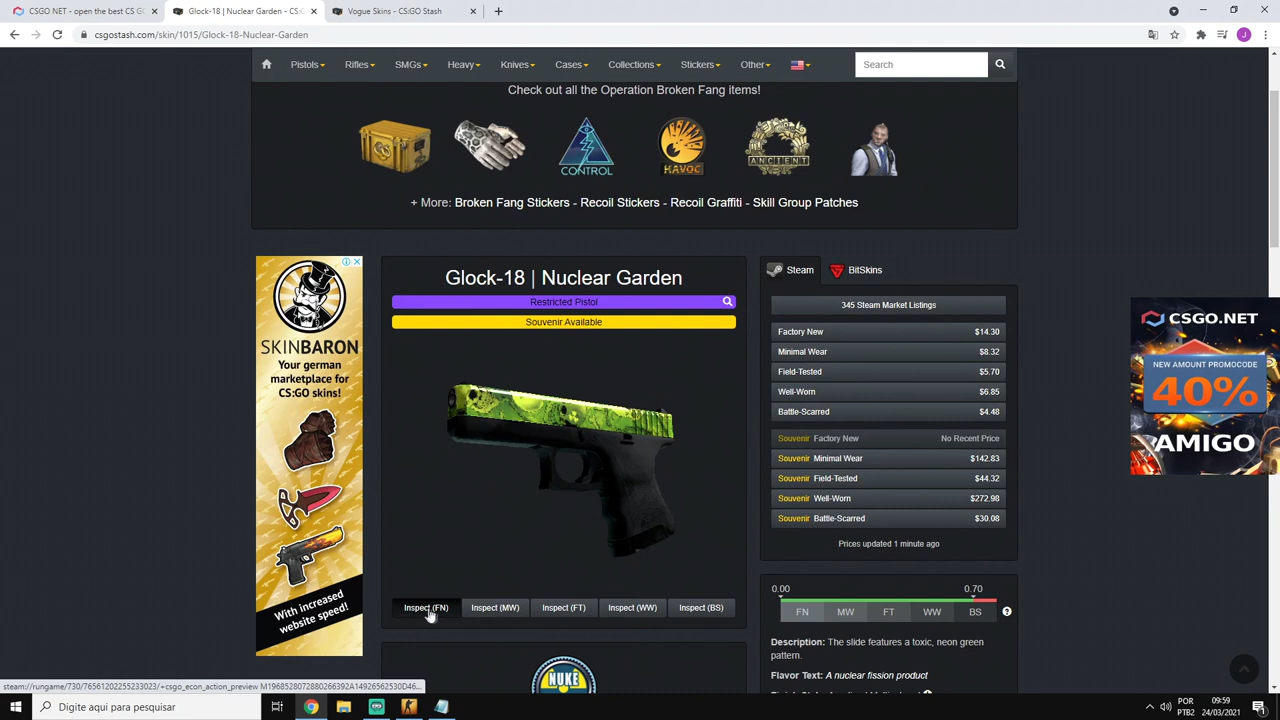 CSGO NET - open the best CS GO
Glock-18 | Nuclear Garden - CS:G
Vogue Skins - CS:GO Stash
csgostash.com/skin/1015/Glock-18-Nuclear-Garden
J
Pistols
Rifles
SMGs
Heavy
Knives
Cases
Collections
Stickers
Other
Search
Check out all the Operation Broken Fang items!
CONTROL
HAVOC
ANCIENT
+ More: Broken Fang Stickers - Recoil Stickers - Recoil Graffiti - Skill Group Patches
SKINBARON
Your german
marketplace for
CS:GO skins!
With increased
website speed!
Glock-18 | Nuclear Garden
Restricted Pistol
Souvenir Available
Inspect (FN)
Inspect (MW)
Inspect (FT)
Inspect (WW)
Inspect (BS)
NUKE
Steam
BitSkins
345 Steam Market Listings
Factory New $14.30
Minimal Wear $8.32
Field-Tested $5.70
Well-Worn $6.85
Battle-Scarred $4.48
Souvenir Factory New No Recent Price
Souvenir Minimal Wear $142.83
Souvenir Field-Tested $44.32
Souvenir Well-Worn $272.98
Souvenir Battle-Scarred $30.08
Prices updated 1 minute ago
0.00 0.70
FN MW FT WW BS
Description: The slide features a toxic, neon green
pattern.
Flavor Text: A nuclear fission product
CSGO.NET
NEW AMOUNT PROMOCODE
40%
AMIGO
steam://rungame/730/76561202255233023/+csgo_econ_action_preview M1968528072880266392A14926562530D46...
Digite aqui para pesquisar
POR
PTB2
09:59
24/03/2021
1